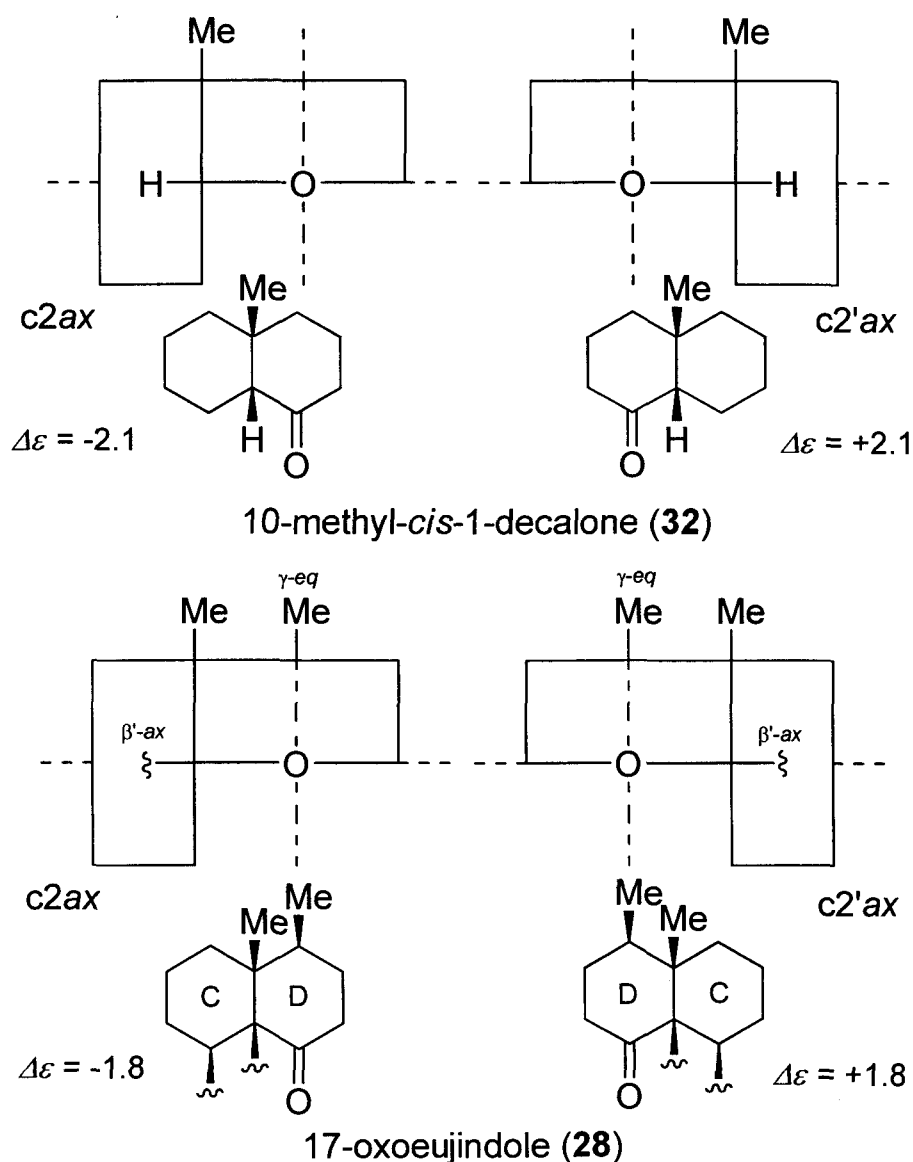 Me Me
H O O H
c2ax c2'ax
Me Me
H H
O O
Δε = -2.1 Δε = +2.1
10-methyl-cis-1-decalone (32)
γ-eq γ-eq
Me Me Me Me
β'-ax β'-ax
O O
c2ax c2'ax
Me Me Me Me
C D D C
Δε = -1.8 Δε = +1.8
O O
17-oxoeujindole (28)